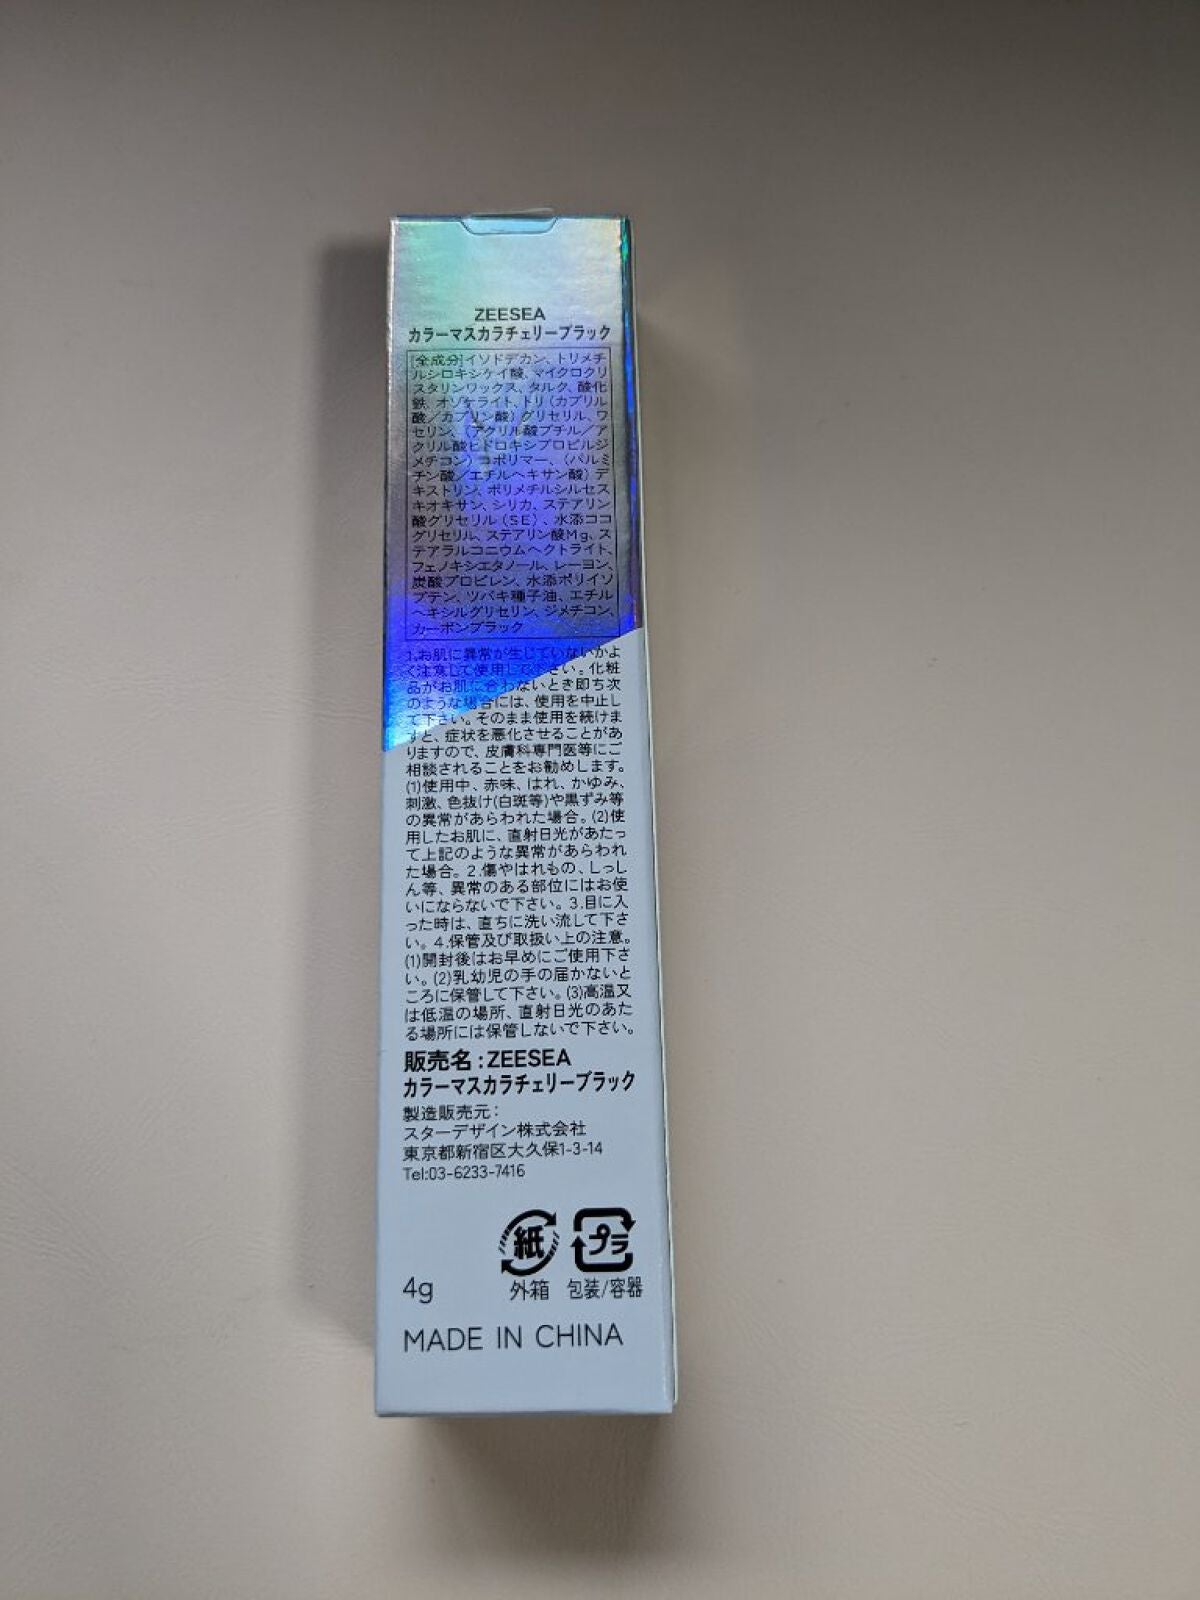 ZEESEA
カラーマスカラチェリーブラック
[全成分]イソドデカン、トリメチ
ルシロキシケイ酸、マイクロクリ
スタリンワックス、タルク、酸化
鉄、オゾケライト、トリ（カプリル
酸／カプリン酸）グリセリル、ワ
セリン、（アクリル酸ブチル／ア
クリル酸ヒドロキシプロピルジ
メチコン）コポリマー、（パルミ
チン酸／エチルヘキサン酸）デ
キストリン、ポリメチルシルセス
キオキサン、シリカ、ステアリン
酸グリセリル（SE）、水添ココ
グリセリル、ステアリン酸Mg、ス
テアラルコニウムヘクトライト、
フェノキシエタノール、レーヨン、
炭酸プロピレン、水添ポリイソ
ブテン、ツバキ種子油、エチル
ヘキシルグリセリン、ジメチコン、
カーボンブラック
1.お肌に異常が生じていないかよ
く注意して使用して下さい。化粧
品がお肌に合わないとき即ち次
のような場合には、使用を中止し
て下さい。そのまま使用を続けま
すと、症状を悪化させることがあ
りますので、皮膚科専門医等にご
相談されることをお勧めします。
(1)使用中、赤味、はれ、かゆみ、
刺激、色抜け(白斑等)や黒ずみ等
の異常があらわれた場合。(2)使
用したお肌に、直射日光があたっ
て上記のような異常があらわれ
た場合。2.傷やはれもの、しっし
ん等、異常のある部位にはお使
いにならないで下さい。3.目に入
った時は、直ちに洗い流して下さ
い。4.保管及び取扱い上の注意。
(1)開封後はお早めにご使用下さ
い。(2)乳幼児の手の届かないと
ころに保管して下さい。(3)高温又
は低温の場所、直射日光のあた
る場所には保管しないで下さい。
販売名:ZEESEA
カラーマスカラチェリーブラック
製造販売元:
スターデザイン株式会社
東京都新宿区大久保1-3-14
Tel:03-6233-7416
紙 プラ
4g 外箱 包装/容器
MADE IN CHINA